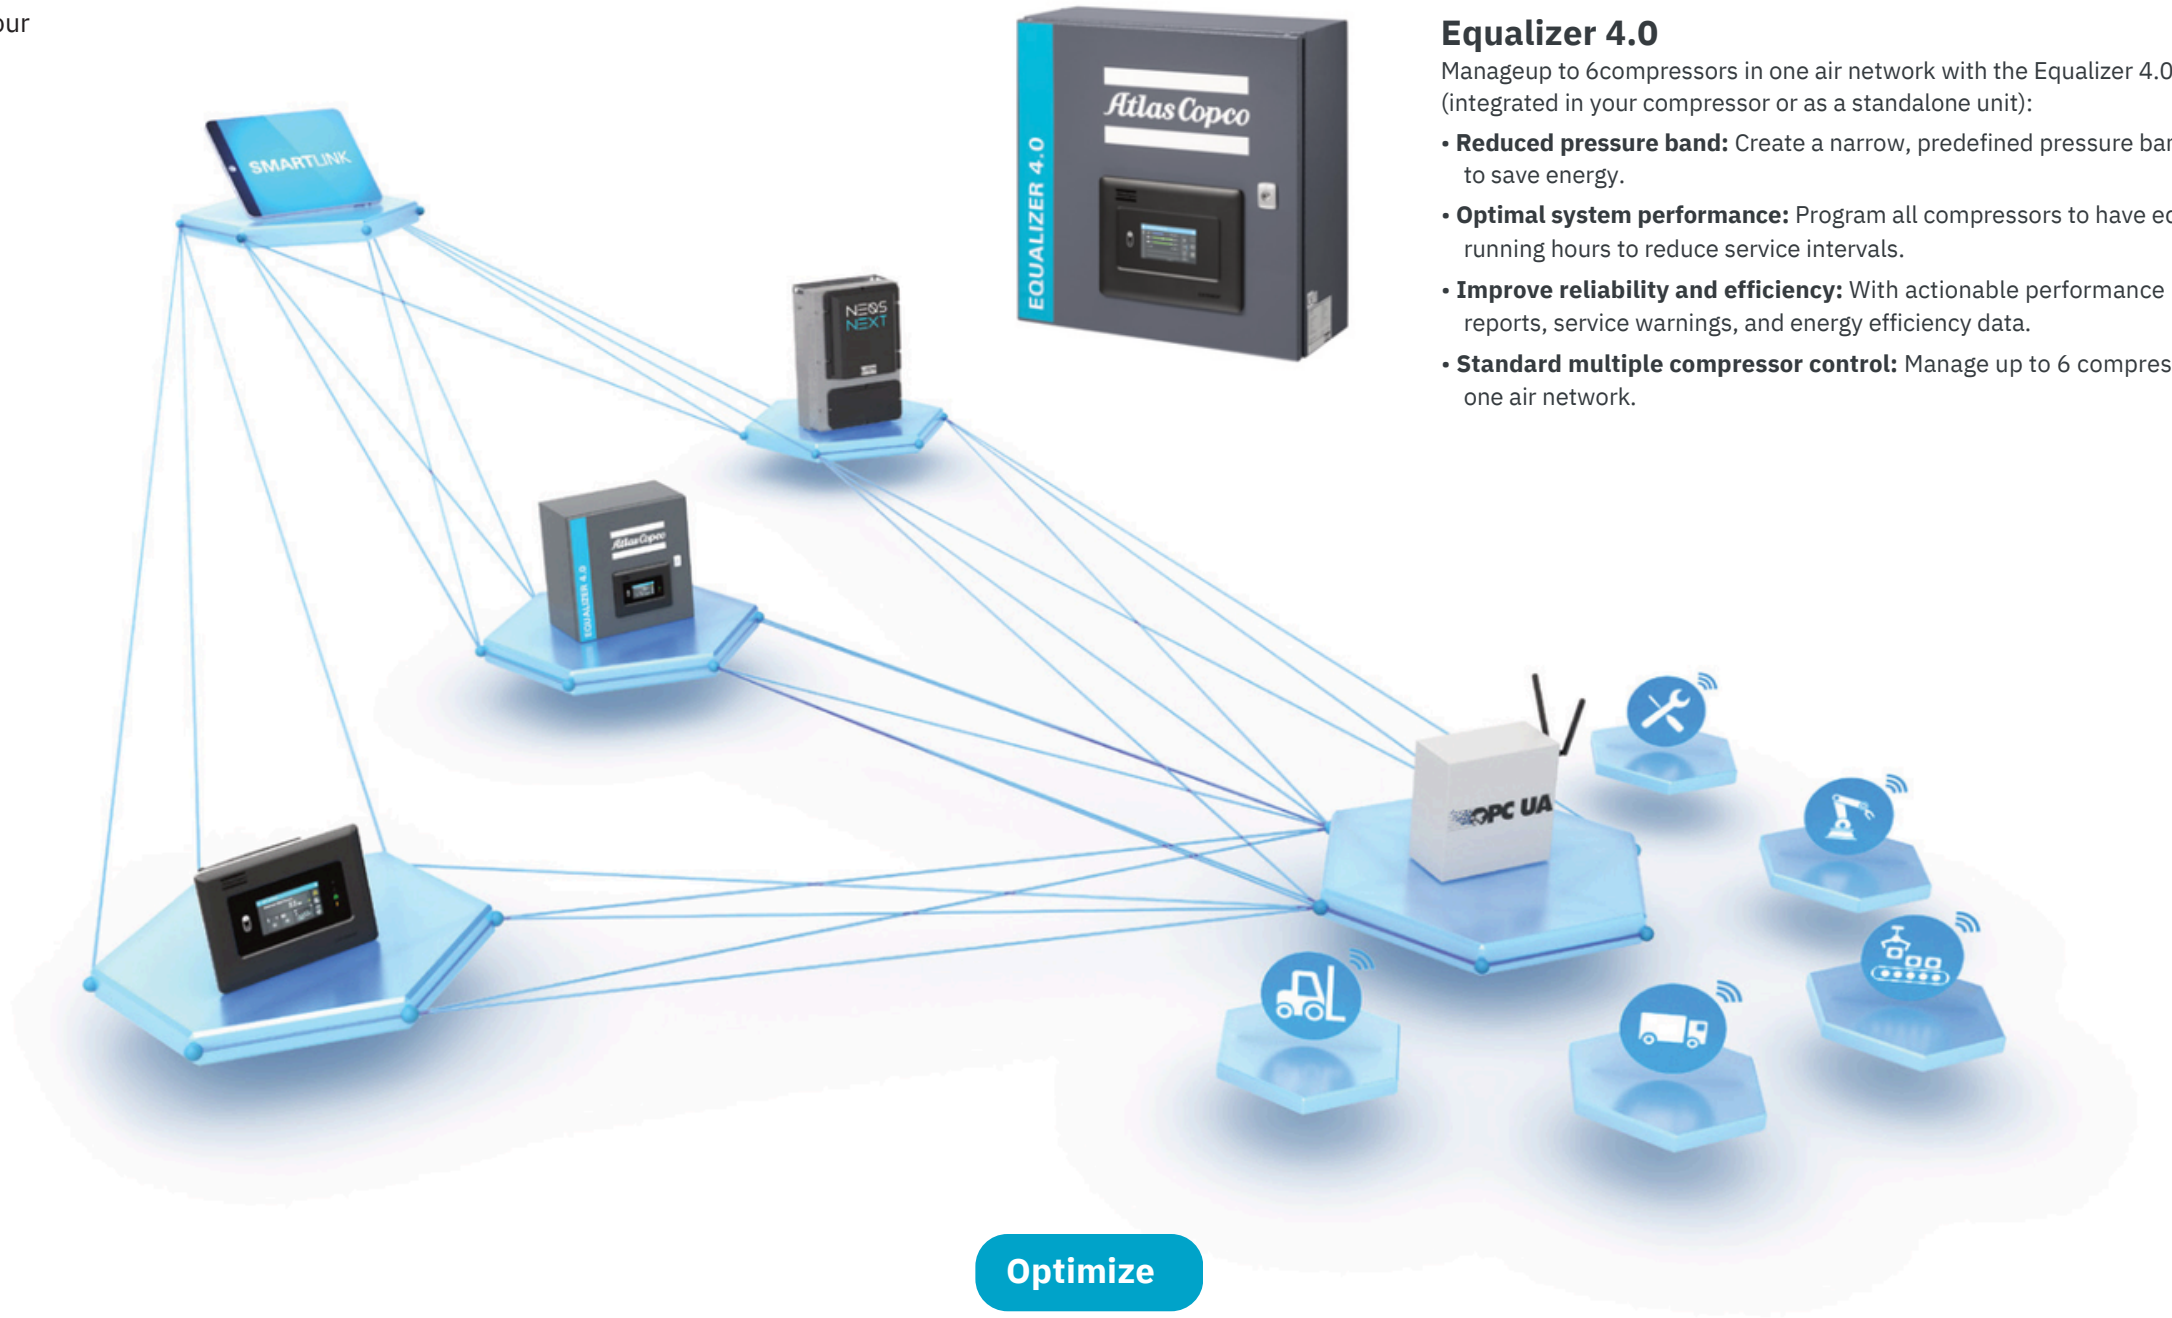 our
SMARTLINK
NEOS
NEXT
EQUALIZER 4.0
Atlas Copco
EQUALIZER 4.0
Atlas Copco
OPC UA
Equalizer 4.0
Manageup to 6compressors in one air network with the Equalizer 4.0
(integrated in your compressor or as a standalone unit):
• Reduced pressure band: Create a narrow, predefined pressure
to save energy.
• Optimal system performance: Program all compressors to have
running hours to reduce service intervals.
• Improve reliability and efficiency: With actionable performance
reports, service warnings, and energy efficiency data.
• Standard multiple compressor control: Manage up to 6
one air network.
Optimize